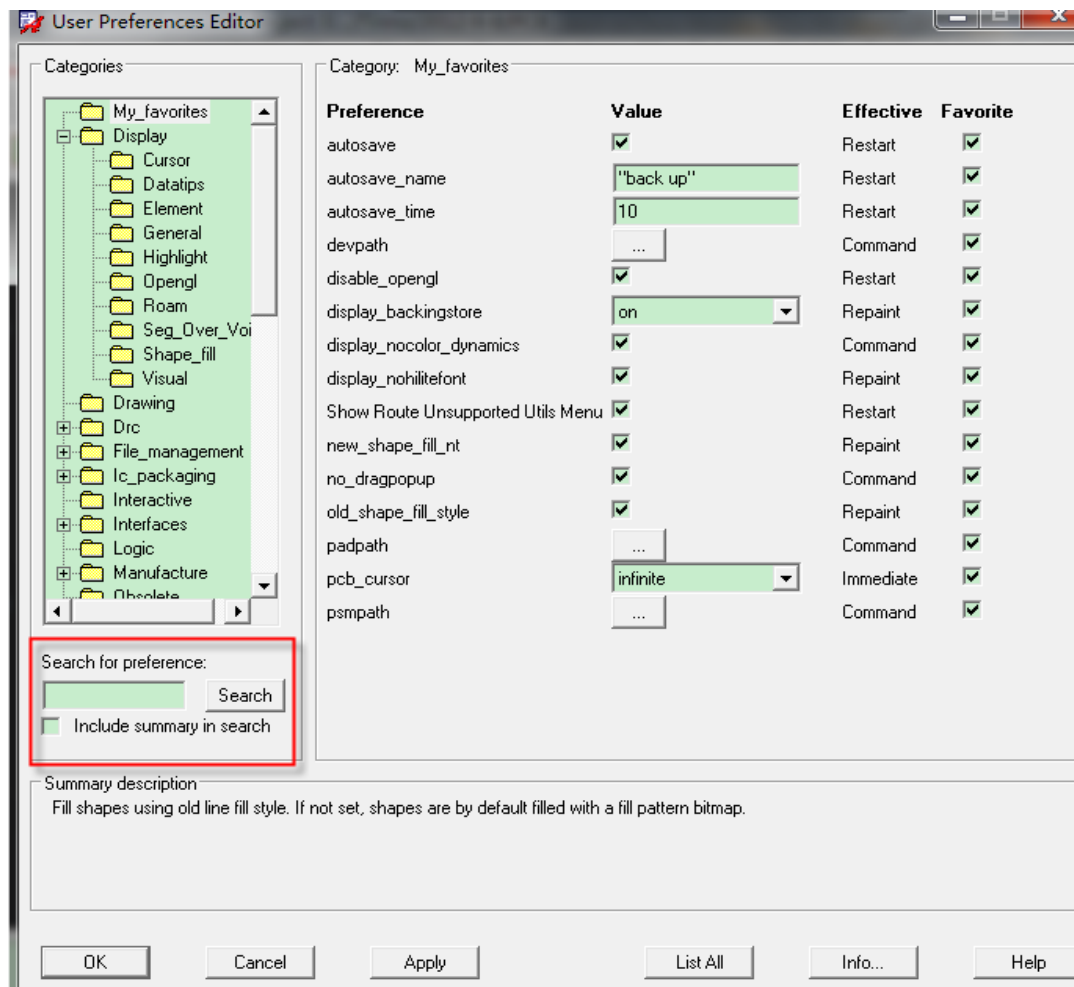 User Preferences Editor
Categories
My_favorites
Display
Cursor
Datatips
Element
General
Highlight
Opengl
Roam
Seg_Over_Voi
Shape_fill
Visual
Drawing
Drc
File_management
Ic_packaging
Interactive
Interfaces
Logic
Manufacture
Obsolete
Search for preference:
Search
Include summary in search
Category: My_favorites
Preference Value Effective Favorite
autosave Restart
autosave_name "back up" Restart
autosave_time 10 Restart
devpath ... Command
disable_opengl Restart
display_backingstore on Repaint
display_nocolor_dynamics Command
display_nohilitefont Repaint
Show Route Unsupported Utils Menu Restart
new_shape_fill_nt Repaint
no_dragpopup Command
old_shape_fill_style Repaint
padpath ... Command
pcb_cursor infinite Immediate
psmpath ... Command
Summary description
Fill shapes using old line fill style. If not set, shapes are by default filled with a fill pattern bitmap.
OK Cancel Apply List All Info... Help